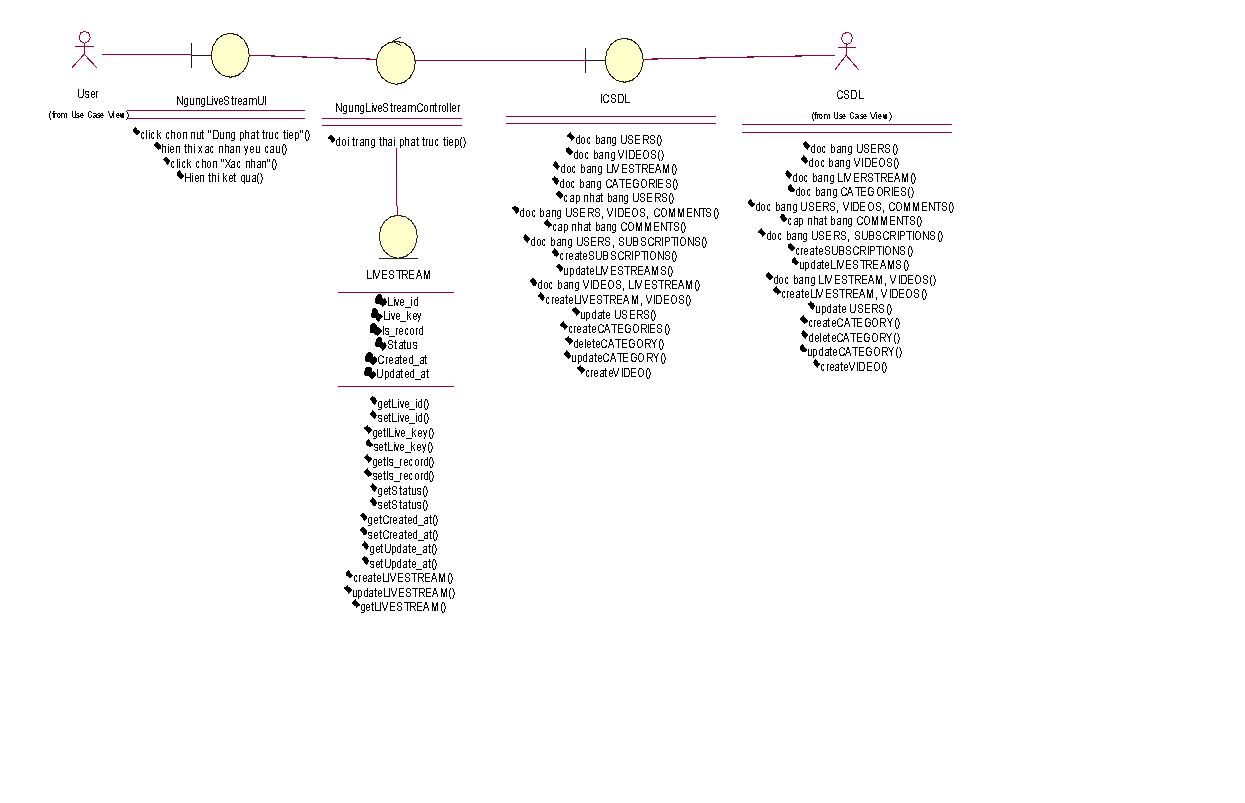 User
(from Use Case View)
NgungLiveStreamUI
click chon nut "Dung phat truc tiep"()
hien thi xac nhan yeu cau()
click chon "Xac nhan"()
Hien thi ket qua()
NgungLiveStreamController
doi trang thai phat truc tiep()
LIVESTREAM
Live_id
Live_key
Is_record
Status
Created_at
Updated_at
getLive_id()
setLive_id()
getlLive_key()
setLive_key()
getIs_record()
setIs_record()
getStatus()
setStatus()
getCreated_at()
setCreated_at()
getUpdate_at()
setUpdate_at()
createLIVESTREAM()
updateLIVESTREAM()
getLIVESTREAM()
ICSDL
doc bang USERS()
doc bang VIDEOS()
doc bang LIVESTREAM()
doc bang CATEGORIES()
cap nhat bang USERS()
doc bang USERS, VIDEOS, COMMENTS()
cap nhat bang COMMENTS()
doc bang USERS, SUBSCRIPTIONS()
createSUBSCRIPTIONS()
updateLIVESTREAMS()
doc bang VIDEOS, LIVESTREAM()
createLIVESTREAM, VIDEOS()
update USERS()
createCATEGORIES()
deleteCATEGORY()
updateCATEGORY()
createVIDEO()
CSDL
(from Use Case View)
doc bang USERS()
doc bang VIDEOS()
doc bang LIVERSTREAM()
doc bang CATEGORIES()
doc bang USERS, VIDEOS, COMMENTS()
cap nhat bang COMMENTS()
doc bang USERS, SUBSCRIPTIONS()
createSUBSCRIPTIONS()
updateLIVESTREAMS()
doc bang LIVESTREAM, VIDEOS()
createLIVESTREAM, VIDEOS()
update USERS()
createCATEGORY()
deleteCATEGORY()
updateCATEGORY()
createVIDEO()